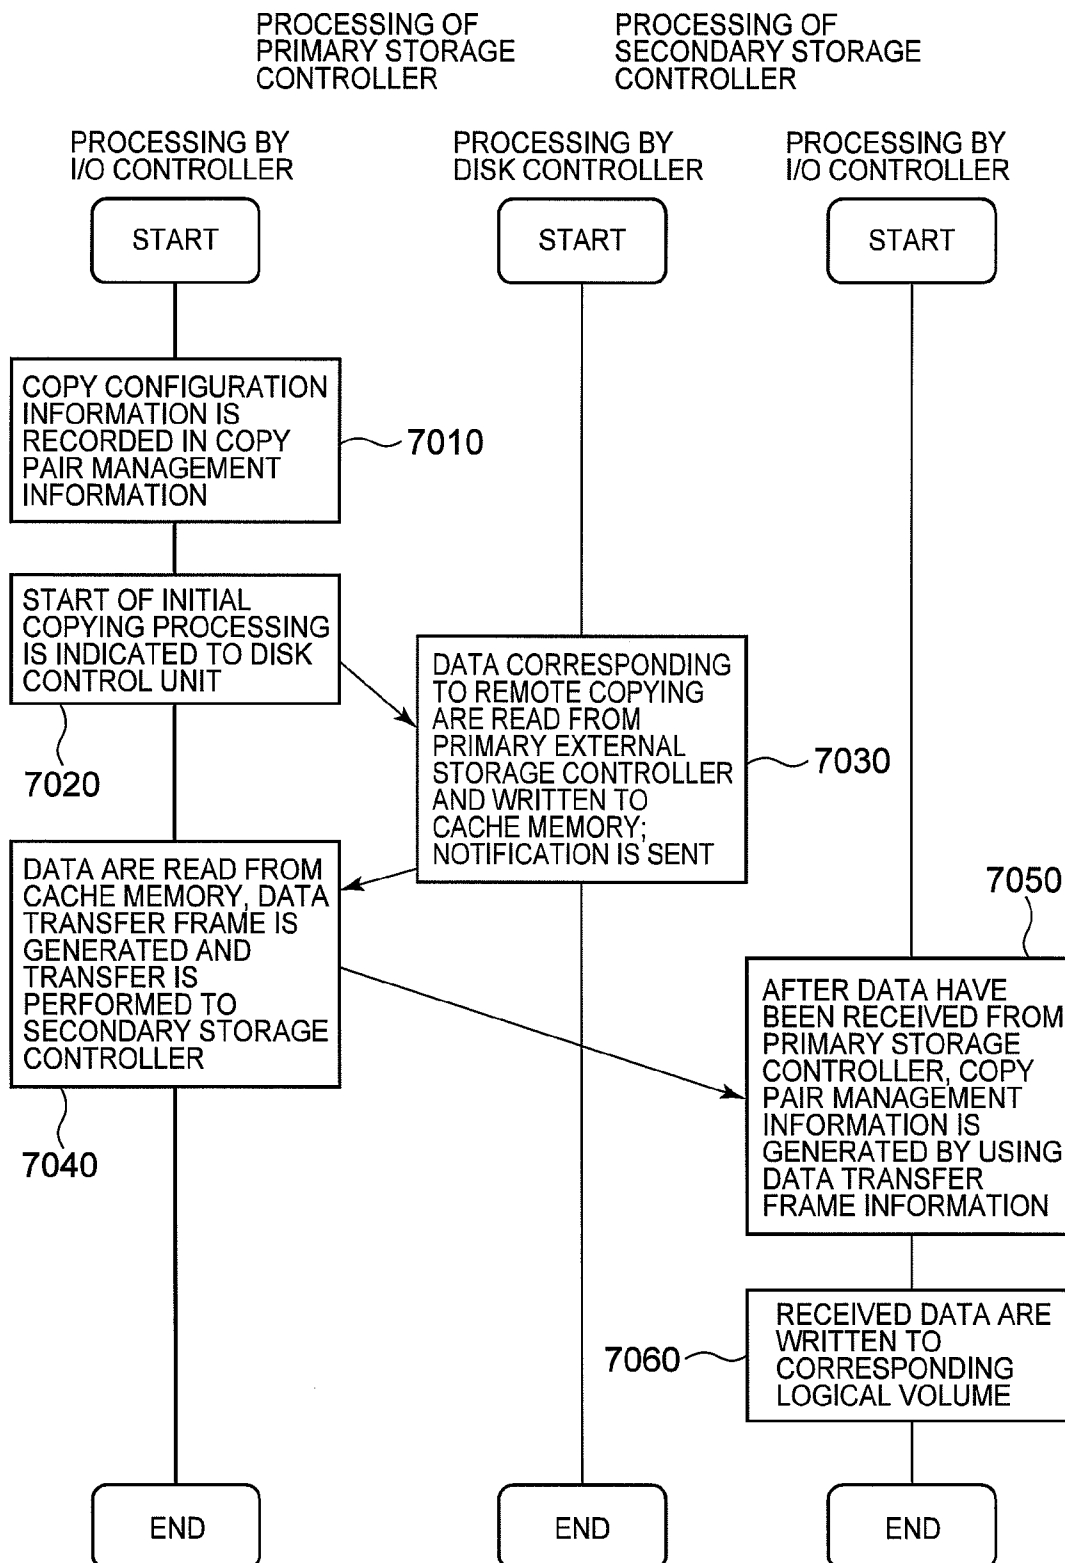 PROCESSING OF
PRIMARY STORAGE
CONTROLLER
PROCESSING OF
SECONDARY STORAGE
CONTROLLER
PROCESSING BY
I/O CONTROLLER
PROCESSING BY
DISK CONTROLLER
PROCESSING BY
I/O CONTROLLER
START
START
START
COPY CONFIGURATION
INFORMATION IS
RECORDED IN COPY
PAIR MANAGEMENT
INFORMATION
7010
START OF INITIAL
COPYING PROCESSING
IS INDICATED TO DISK
CONTROL UNIT
7020
DATA CORRESPONDING
TO REMOTE COPYING
ARE READ FROM
PRIMARY EXTERNAL
STORAGE CONTROLLER
AND WRITTEN TO
CACHE MEMORY;
NOTIFICATION IS SENT
7030
DATA ARE READ FROM
CACHE MEMORY, DATA
TRANSFER FRAME IS
GENERATED AND
TRANSFER IS
PERFORMED TO
SECONDARY STORAGE
CONTROLLER
7040
7050
AFTER DATA HAVE
BEEN RECEIVED FROM
PRIMARY STORAGE
CONTROLLER, COPY
PAIR MANAGEMENT
INFORMATION IS
GENERATED BY USING
DATA TRANSFER
FRAME INFORMATION
7060
RECEIVED DATA ARE
WRITTEN TO
CORRESPONDING
LOGICAL VOLUME
END
END
END